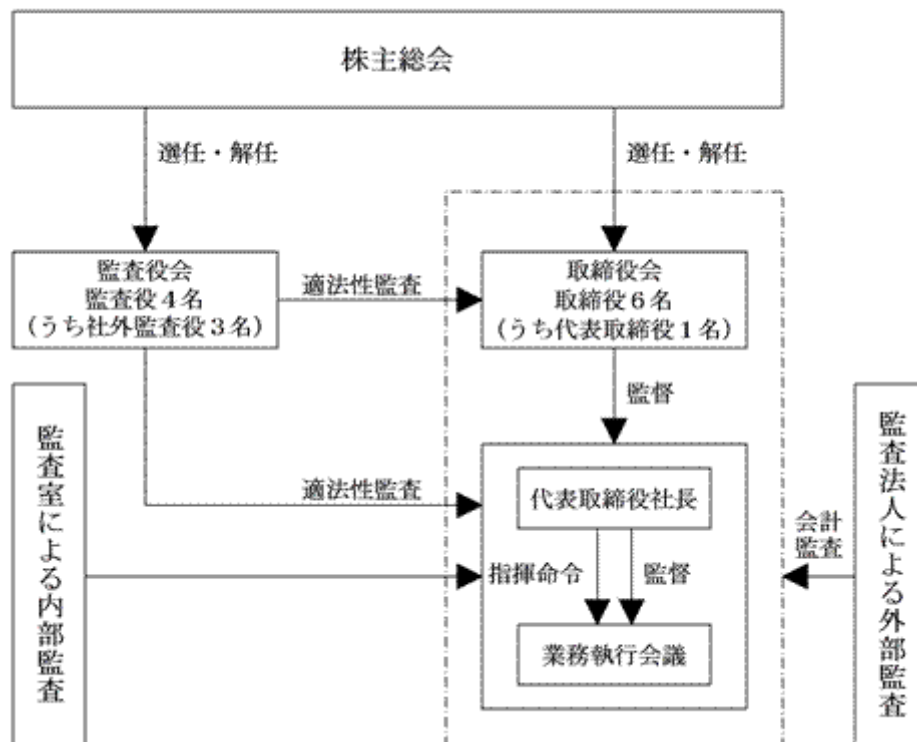 株主総会
選任・解任
選任・解任
監査役会
監査役4名
（うち社外監査役3名）
適法性監査
取締役会
取締役6名
（うち代表取締役1名）
監督
監査室による内部監査
適法性監査
代表取締役社長
指揮命令
監督
業務執行会議
会計
監査
監査法人による外部監査